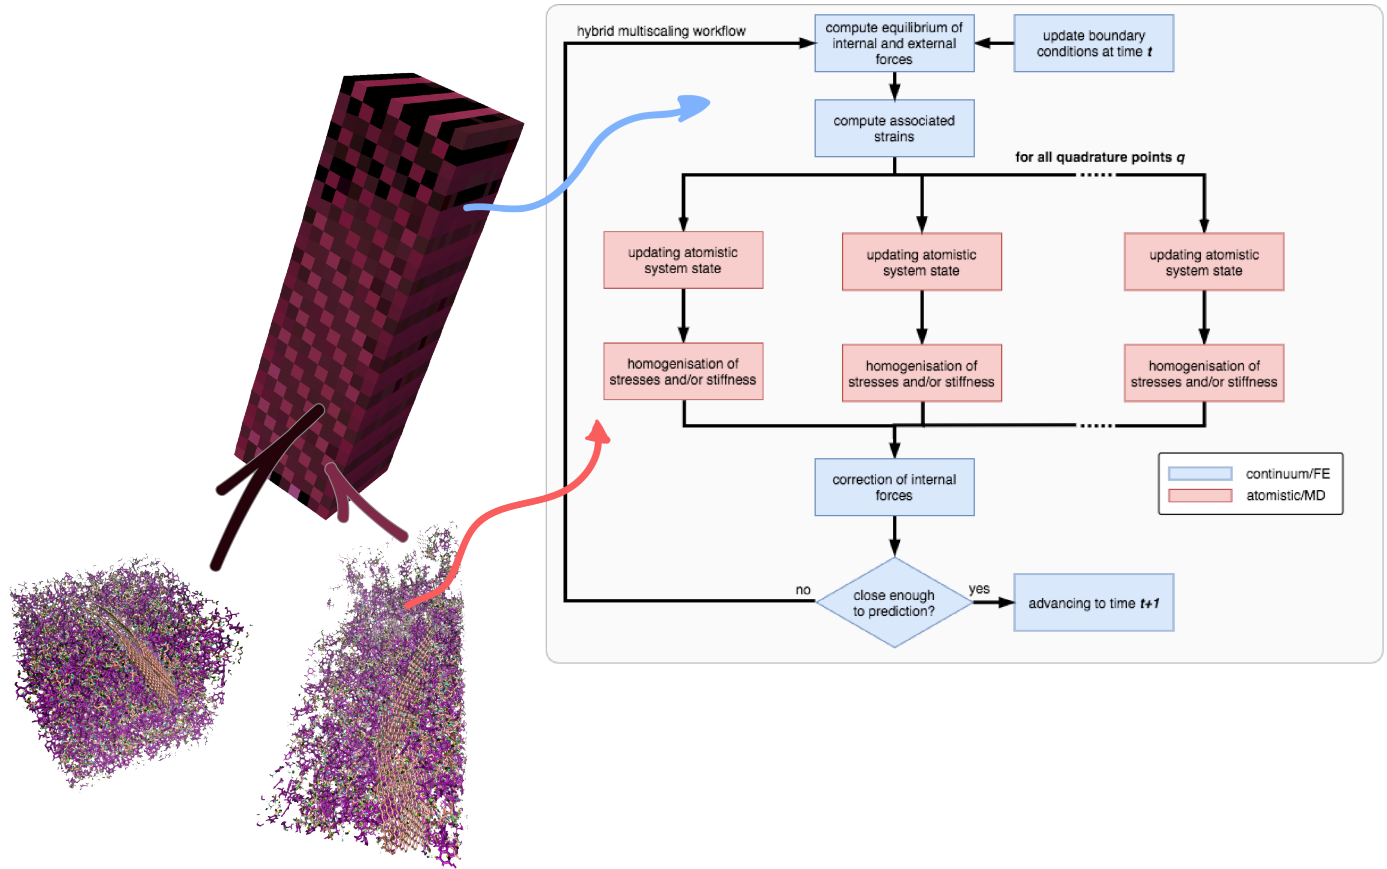 hybrid multiscaling workflow
compute equilibrium of
internal and external
forces
update boundary
conditions at time t
compute associated
strains
for all quadrature points q
updating atomistic
system state
updating atomistic
system state
updating atomistic
system state
homogenisation of
stresses and/or stiffness
homogenisation of
stresses and/or stiffness
homogenisation of
stresses and/or stiffness
correction of internal
forces
continuum/FE
atomistic/MD
no
close enough
to prediction?
yes
advancing to time t+1